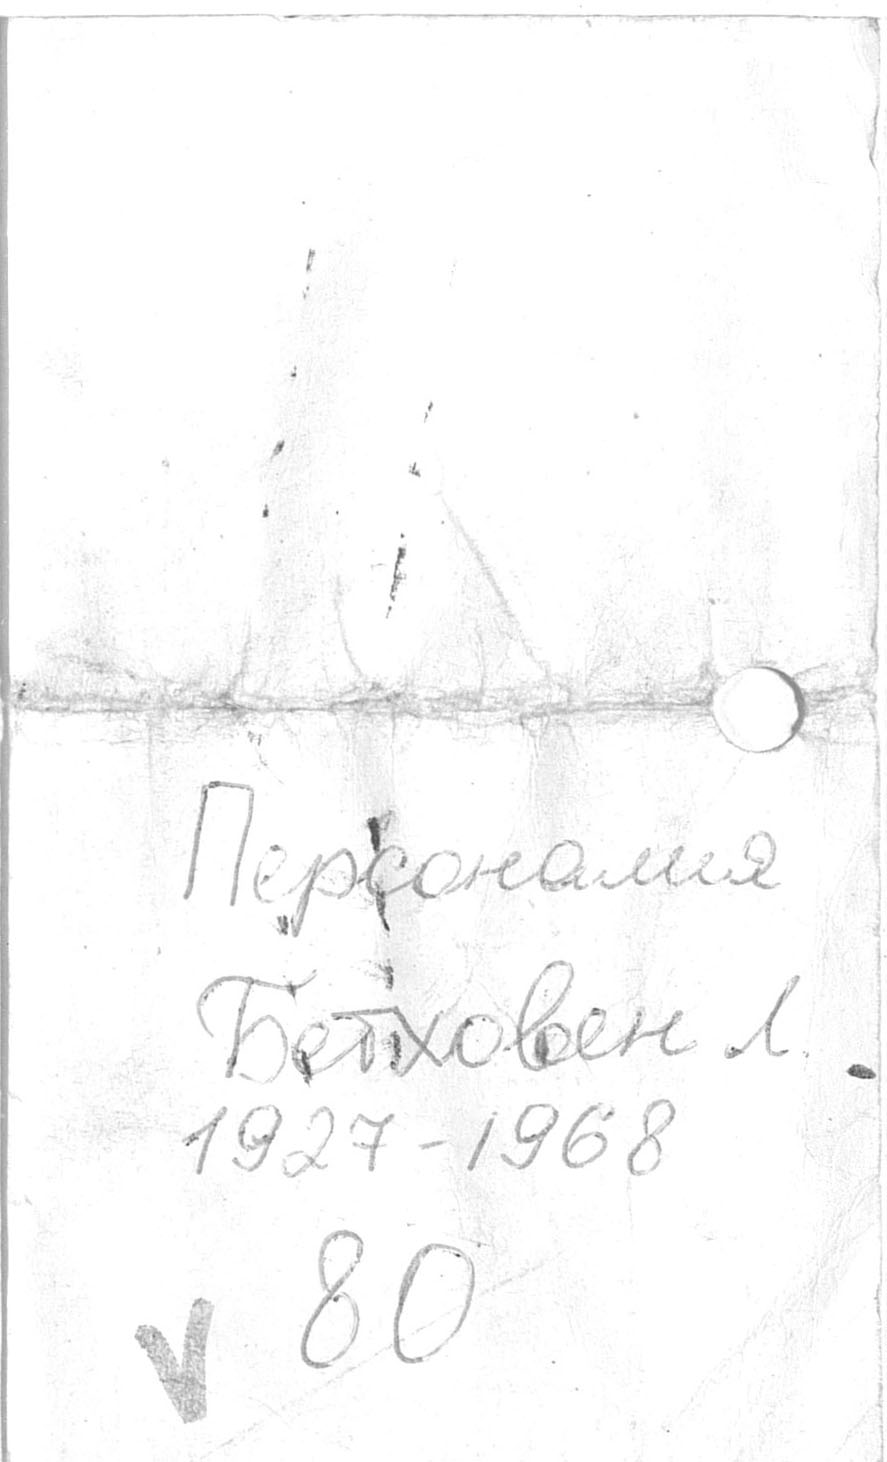 Персоналия
Бетховен Л.
1927-1968
80